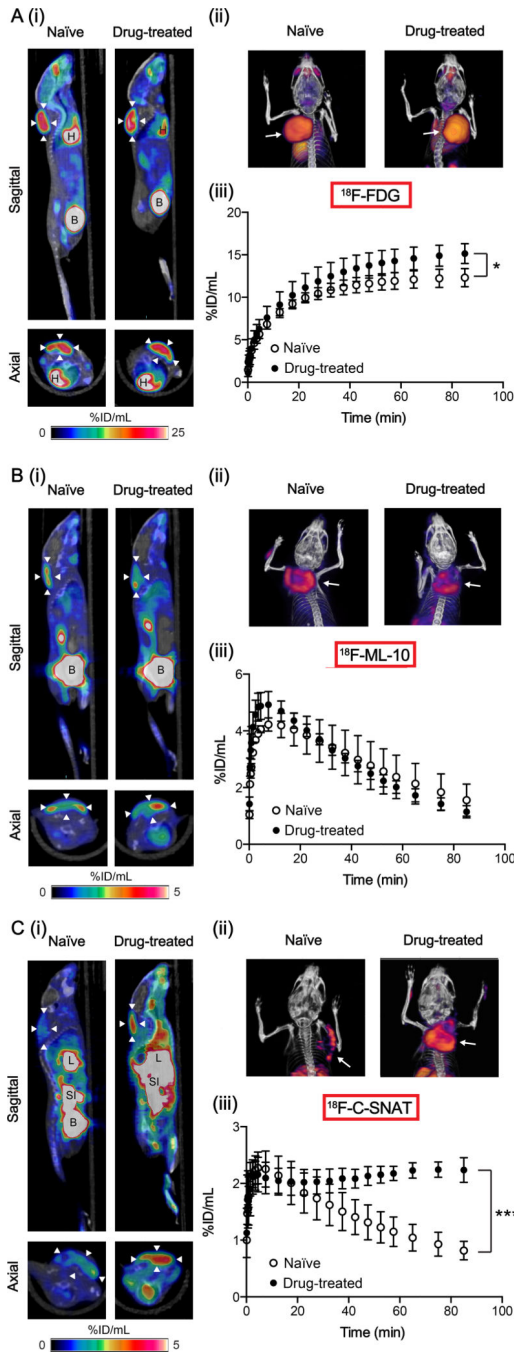 A (i)
Naïve Drug-treated
Sagittal
H H
B B
Axial
H H
%ID/mL
0 25
(ii)
Naïve Drug-treated
(iii)
¹⁸F-FDG
%ID/mL
20
15
10
5
0
*
Naïve
Drug-treated
0 20 40 60 80 100
Time (min)
B (i)
Naïve Drug-treated
Sagittal
B B
Axial
%ID/mL
0 5
(ii)
Naïve Drug-treated
(iii)
¹⁸F-ML-10
%ID/mL
6
4
2
0
Naïve
Drug-treated
0 20 40 60 80 100
Time (min)
C (i)
Naïve Drug-treated
Sagittal
L L
SI SI
B
Axial
%ID/mL
0 5
(ii)
Naïve Drug-treated
(iii)
¹⁸F-C-SNAT
%ID/mL
3
2
1
0
***
Naïve
Drug-treated
0 20 40 60 80 100
Time (min)